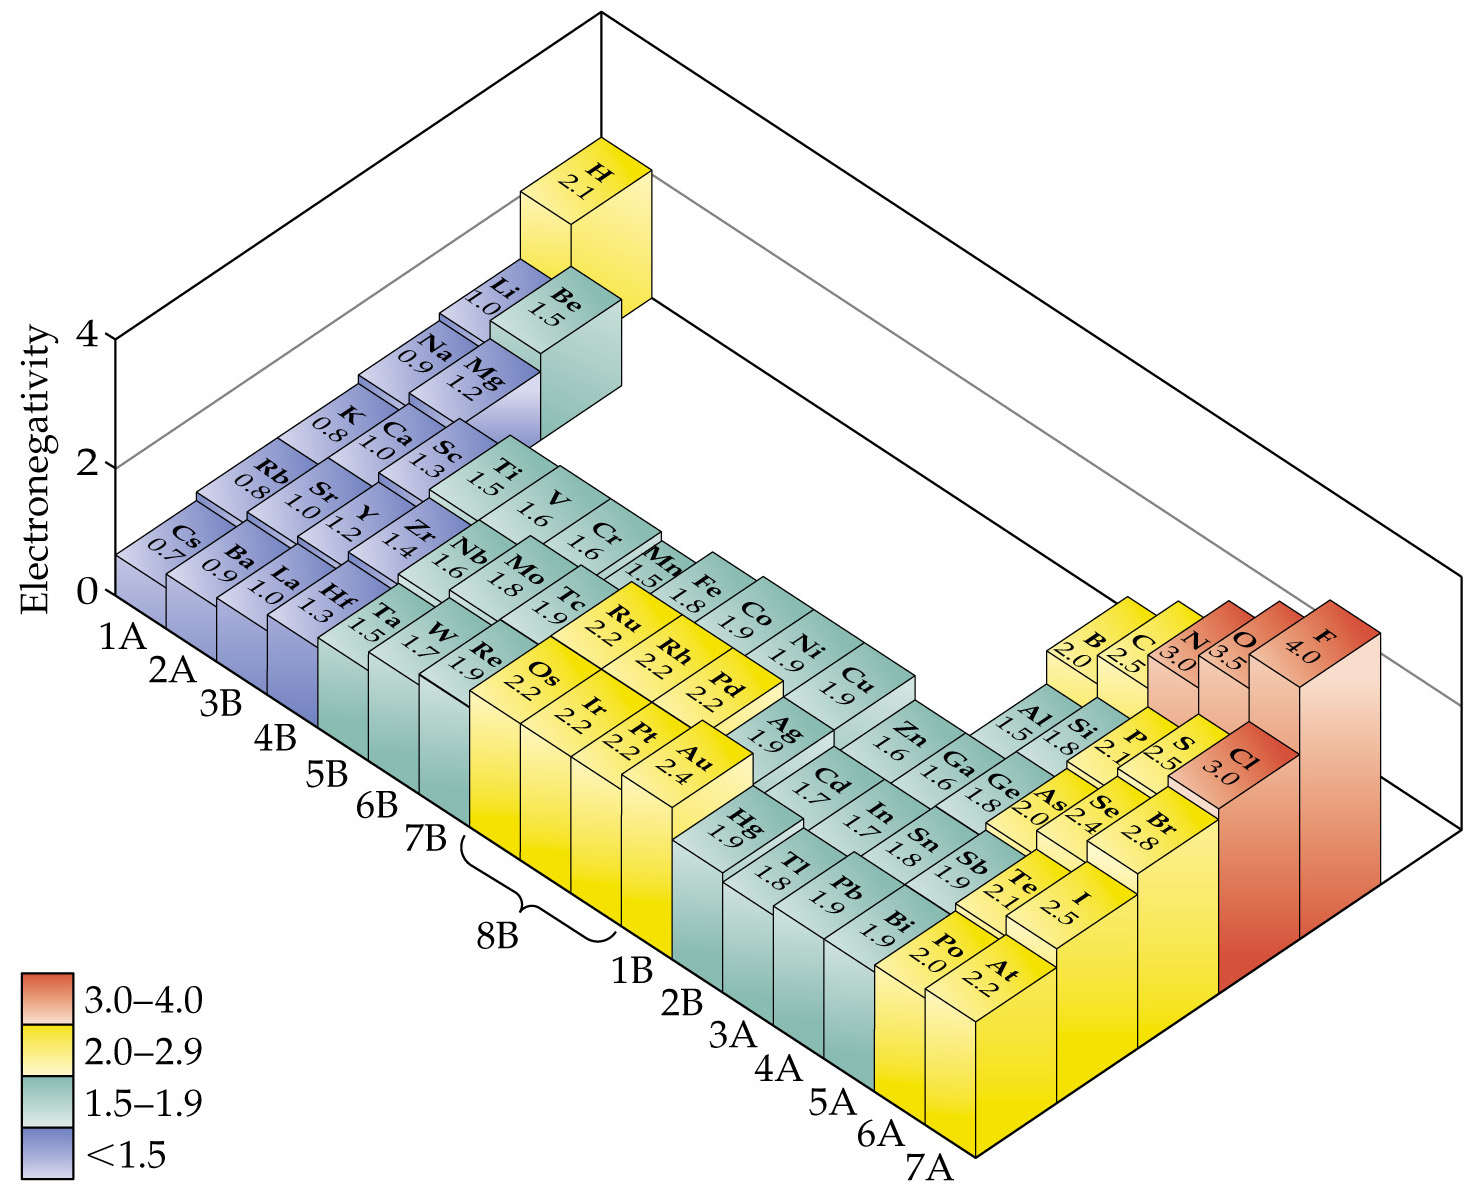 Electronegativity
4
2
0
H
2.1
Li
1.0
Be
1.5
Na
0.9
Mg
1.2
K
0.8
Ca
1.0
Sc
1.3
Ti
1.5
V
1.6
Cr
1.6
Mn
1.5
Fe
1.8
Co
1.9
Ni
1.9
Cu
1.9
Zn
1.6
Ga
1.6
Ge
1.8
As
2.0
Se
2.4
Br
2.8
Rb
0.8
Sr
1.0
Y
1.2
Zr
1.4
Nb
1.6
Mo
1.8
Tc
1.9
Ru
2.2
Rh
2.2
Pd
2.2
Ag
1.9
Cd
1.7
In
1.7
Sn
1.8
Sb
1.9
Te
2.1
I
2.5
Cs
0.7
Ba
0.9
La
1.0
Hf
1.3
Ta
1.5
W
1.7
Re
1.9
Os
2.2
Ir
2.2
Pt
2.2
Au
2.4
Hg
1.9
Tl
1.8
Pb
1.9
Bi
1.9
Po
2.0
At
2.2
B
2.0
C
2.5
N
3.0
O
3.5
F
4.0
Al
1.5
Si
1.8
P
2.1
S
2.5
Cl
3.0
1A
2A
3B
4B
5B
6B
7B
8B
1B
2B
3A
4A
5A
6A
7A
3.0–4.0
2.0–2.9
1.5–1.9
<1.5